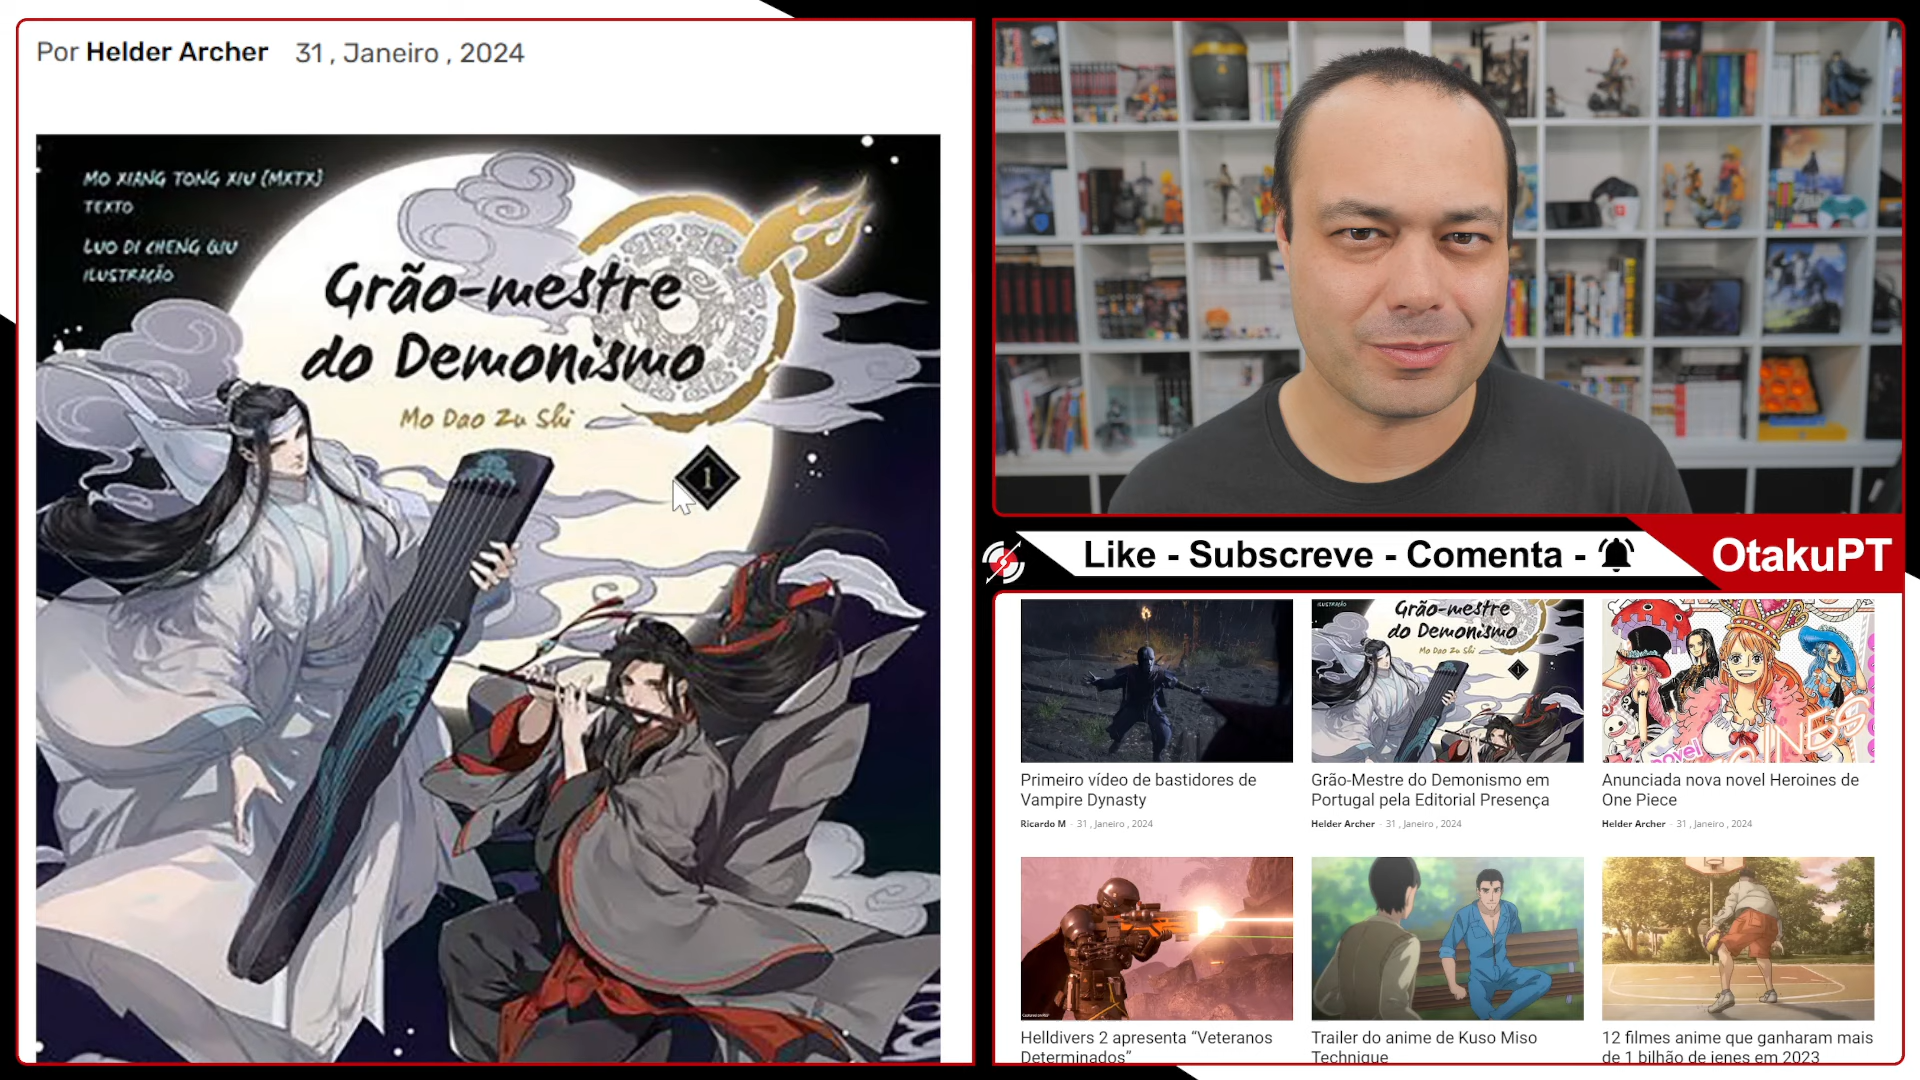 Por Helder Archer 31 , Janeiro , 2024
MO XIANG TONG XIU (MXTX)
TEXTO
LUO DI CHENG QIU
ILUSTRAÇÃO
Grão-mestre
do Demonismo
Mo Dao Zu Shi
1
Like - Subscreve - Comenta -
OtakuPT
ILUSTRAÇÃO
Grão-mestre
do Demonismo
Mo Dao Zu Shi
1
novel
HEROINES
Primeiro vídeo de bastidores de
Vampire Dynasty
Ricardo M - 31 , Janeiro , 2024
Grão-Mestre do Demonismo em
Portugal pela Editorial Presença
Helder Archer - 31 , Janeiro , 2024
Anunciada nova novel Heroines de
One Piece
Helder Archer - 31 , Janeiro , 2024
Helldivers 2 apresenta “Veteranos
Determinados”
Trailer do anime de Kuso Miso
Technique
12 filmes anime que ganharam mais
de 1 bilhão de ienes em 2023